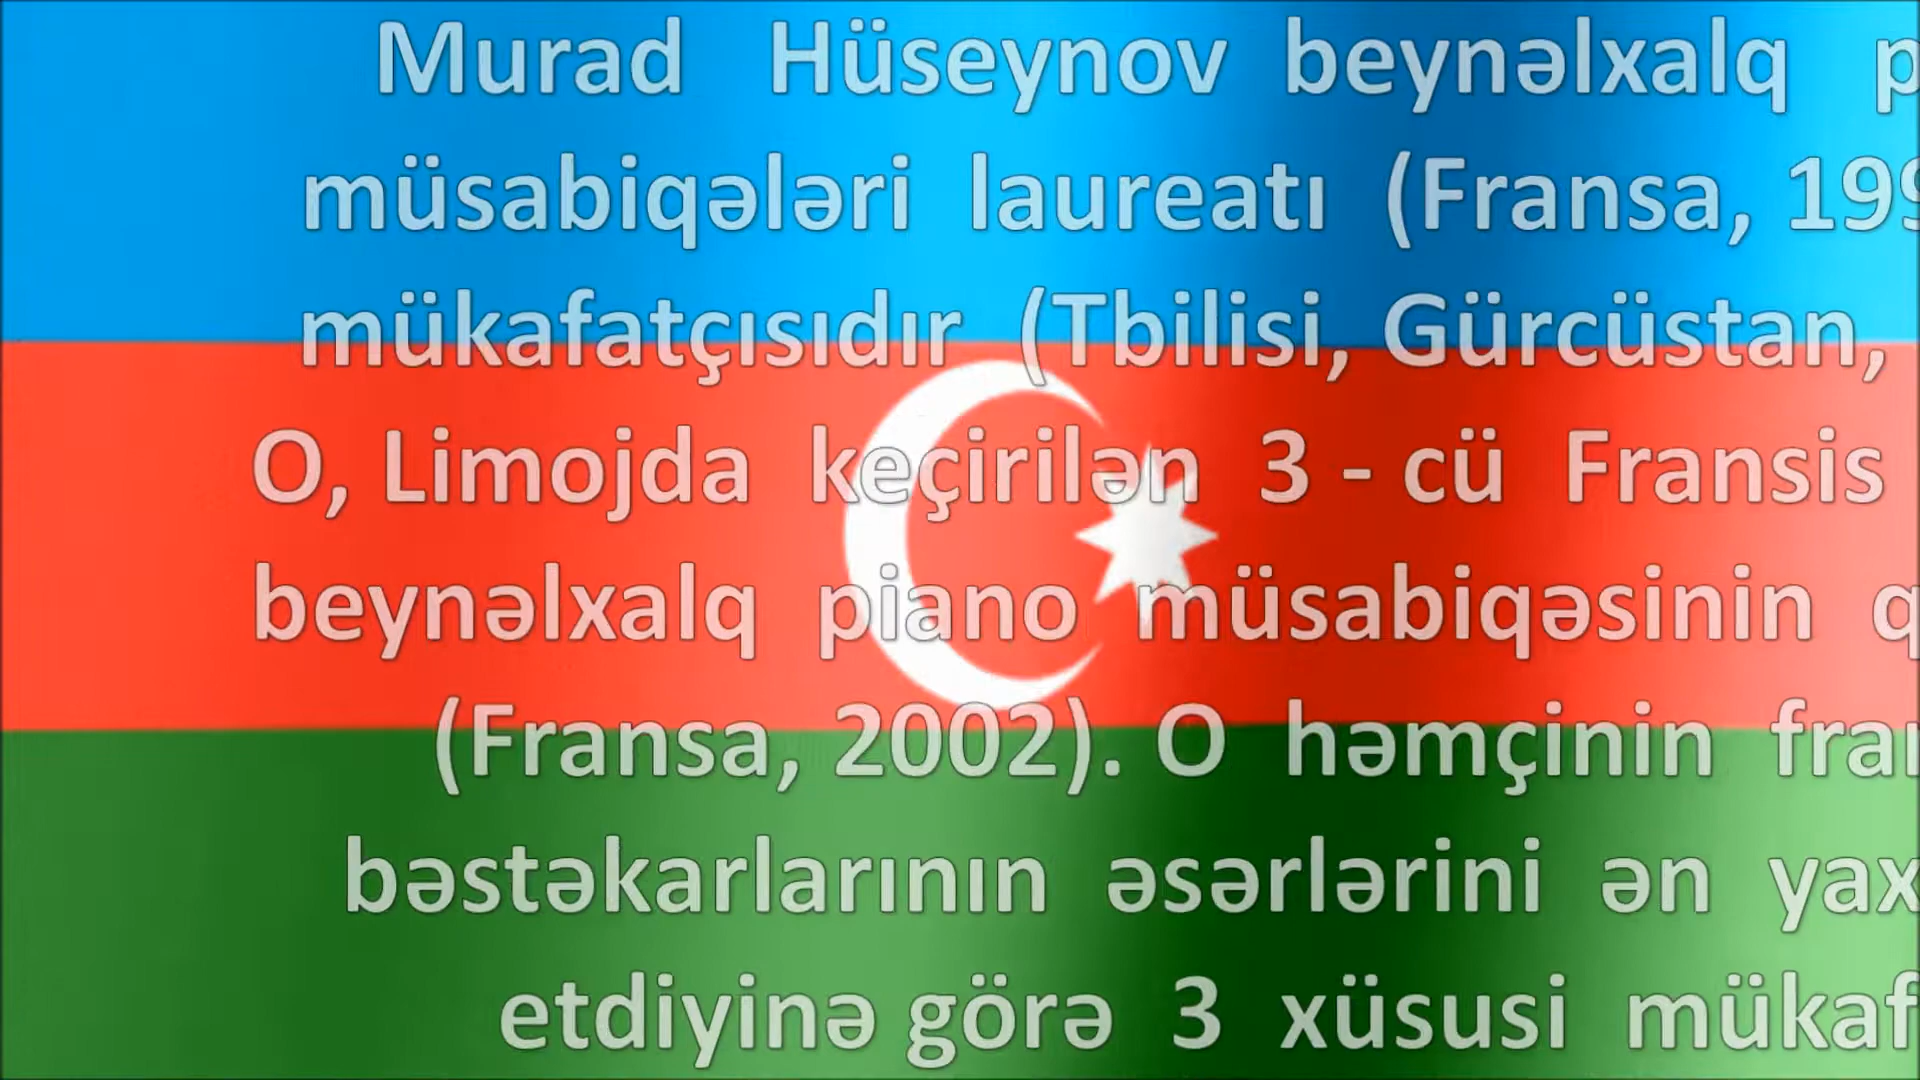 Murad Hüseynov beynəlxalq
müsabiqələri laureatı (Fransa,
mükafatçısıdır (Tbilisi, Gürcüstan,
O, Limojda keçirilən 3 - cü Fransis
beynəlxalq piano müsabiqəsinin
(Fransa, 2002). O həmçinin
bəstəkarlarının əsərlərini ən
etdiyinə görə 3 xüsusi